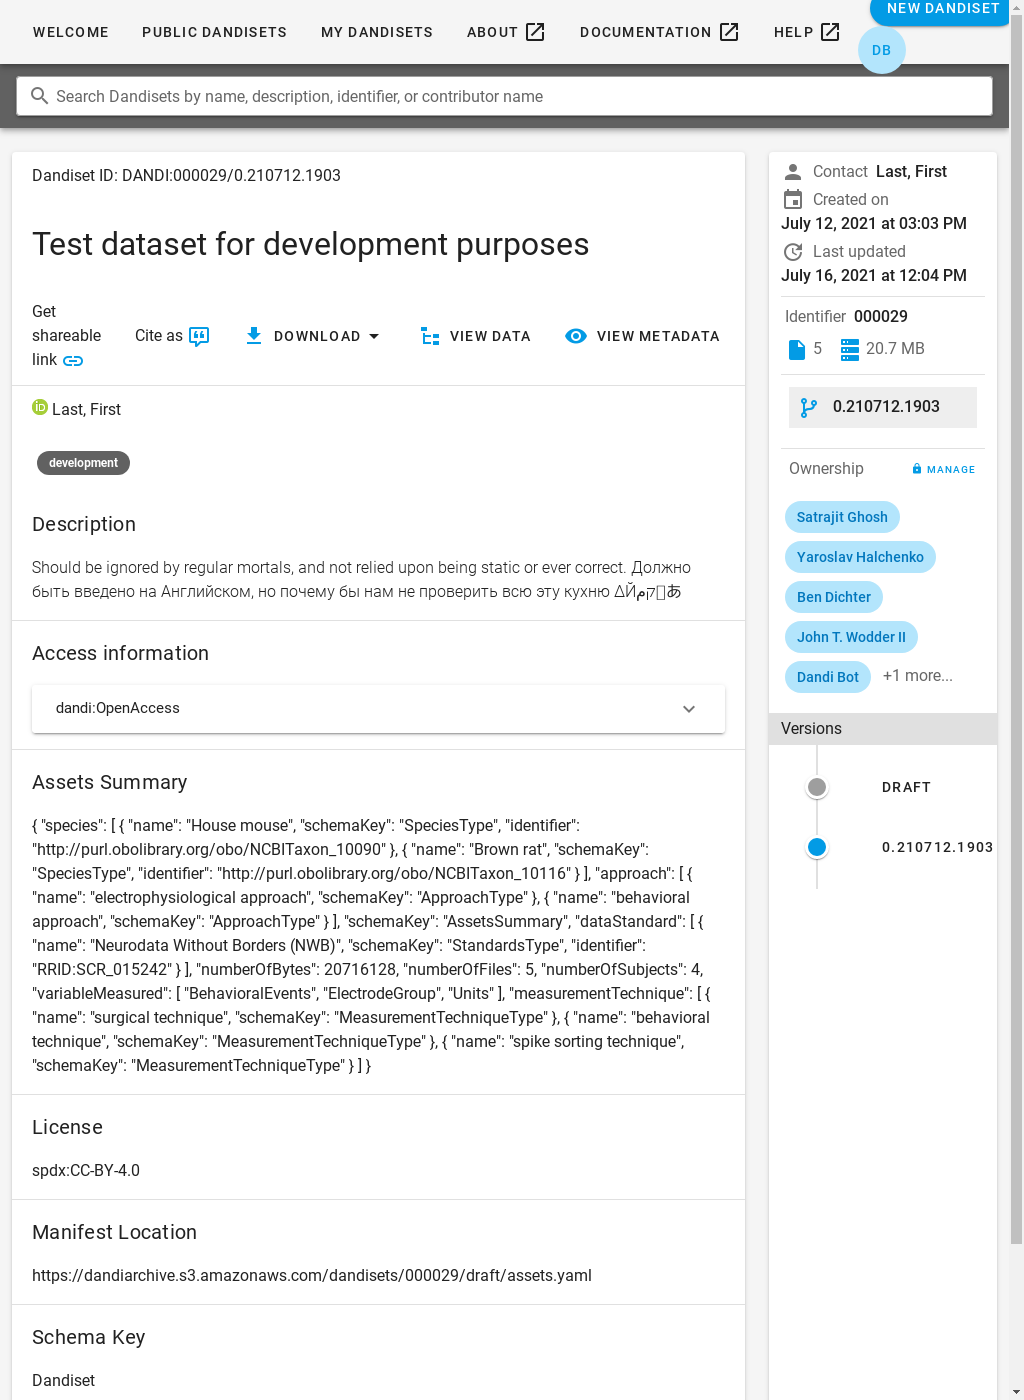 WELCOME
PUBLIC DANDISETS
MY DANDISETS
ABOUT
DOCUMENTATION
HELP
NEW DANDISET
DB
Search Dandisets by name, description, identifier, or contributor name
Dandiset ID: DANDI:000029/0.210712.1903
Test dataset for development purposes
Get
shareable
link
Cite as
DOWNLOAD
VIEW DATA
VIEW METADATA
iD Last, First
development
Description
Should be ignored by regular mortals, and not relied upon being static or ever correct. Должно
быть введено на Английском, но почему бы нам не проверить всю эту кухню
Access information
dandi:OpenAccess
Assets Summary
{ "species": [ { "name": "House mouse", "schemaKey": "SpeciesType", "identifier":
"http://purl.obolibrary.org/obo/NCBITaxon_10090" }, { "name": "Brown rat", "schemaKey":
"SpeciesType", "identifier": "http://purl.obolibrary.org/obo/NCBITaxon_10116" } ], "approach": [ {
"name": "electrophysiological approach", "schemaKey": "ApproachType" }, { "name": "behavioral
approach", "schemaKey": "ApproachType" } ], "schemaKey": "AssetsSummary", "dataStandard": [ {
"name": "Neurodata Without Borders (NWB)", "schemaKey": "StandardsType", "identifier":
"RRID:SCR_015242" } ], "numberOfBytes": 20716128, "numberOfFiles": 5, "numberOfSubjects": 4,
"variableMeasured": [ "BehavioralEvents", "ElectrodeGroup", "Units" ], "measurementTechnique": [ {
"name": "surgical technique", "schemaKey": "MeasurementTechniqueType" }, { "name": "behavioral
technique", "schemaKey": "MeasurementTechniqueType" }, { "name": "spike sorting technique",
"schemaKey": "MeasurementTechniqueType" } ] }
License
spdx:CC-BY-4.0
Manifest Location
https://dandiarchive.s3.amazonaws.com/dandisets/000029/draft/assets.yaml
Schema Key
Dandiset
Contact Last, First
Created on
July 12, 2021 at 03:03 PM
Last updated
July 16, 2021 at 12:04 PM
Identifier 000029
5
20.7 MB
0.210712.1903
Ownership
MANAGE
Satrajit Ghosh
Yaroslav Halchenko
Ben Dichter
John T. Wodder II
Dandi Bot
+1 more...
Versions
DRAFT
0.210712.1903